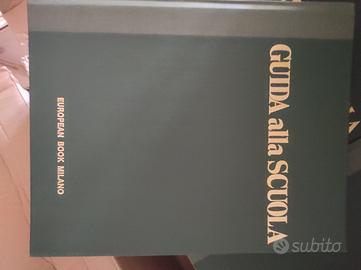 GUIDA alla SCUOLA
EUROPEAN BOOK MILANO
subito